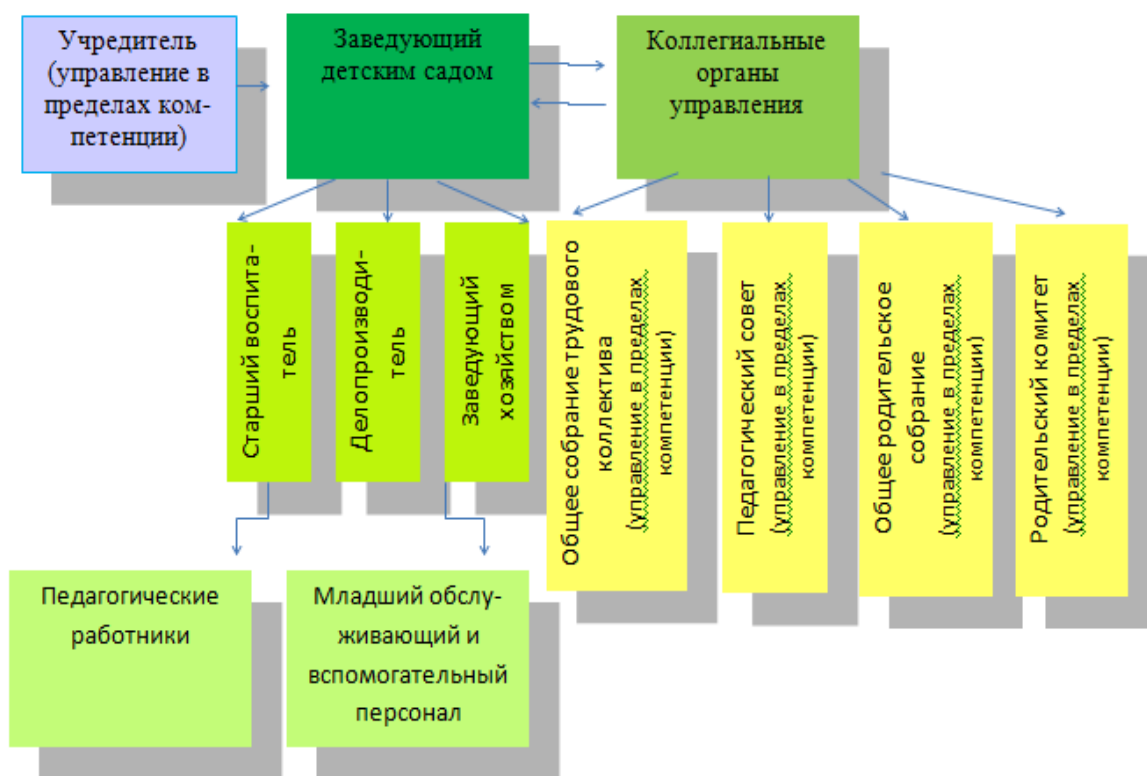 Учредитель
(управление в
пределах ком-
петенции)
Заведующий
детским садом
Коллегиальные
органы
управления
Старший воспита-
тель
Делопроизводи-
тель
Заведующий
хозяйством
Общее собрание трудового
коллектива
(управление в пределах
компетенции)
Педагогический совет
(управление в пределах
компетенции)
Общее родительское
собрание
(управление в пределах
компетенции)
Родительский комитет
(управление в пределах
компетенции)
Педагогические
работники
Младший обслу-
живающий и
вспомогательный
персонал